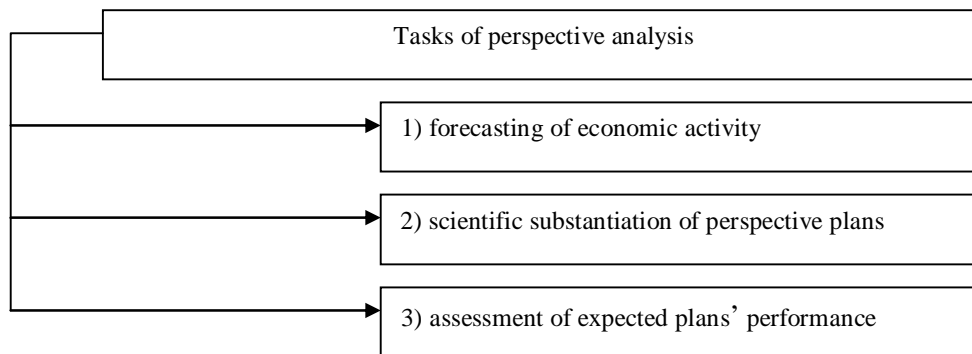 Tasks of perspective analysis
1) forecasting of economic activity
2) scientific substantiation of perspective plans
3) assessment of expected plans’ performance